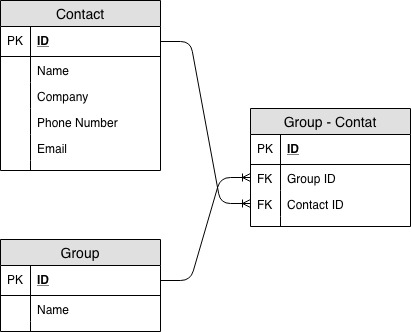 Contact
PK ID
Name
Company
Phone Number
Email
Group - Contat
PK ID
FK Group ID
FK Contact ID
Group
PK ID
Name